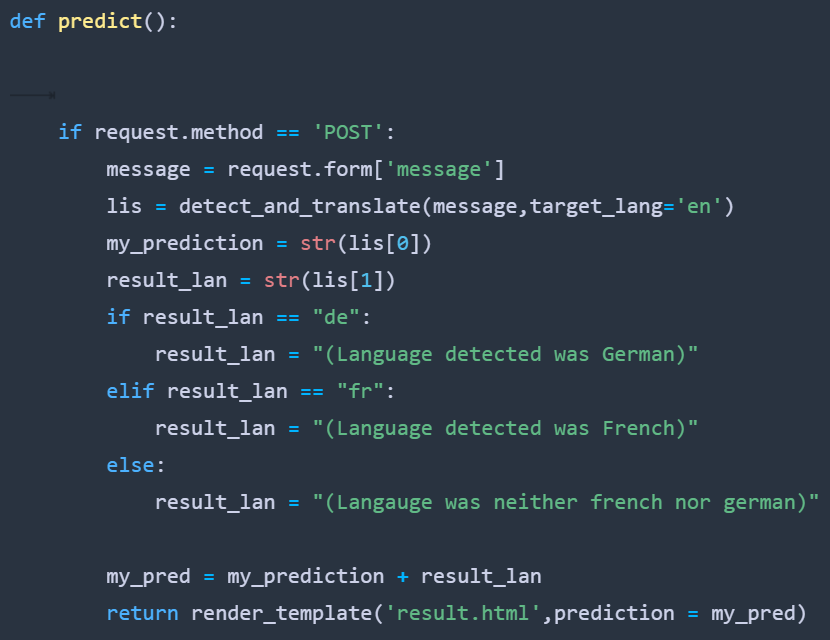 def predict():
    if request.method == 'POST':
        message = request.form['message']
        lis = detect_and_translate(message,target_lang='en')
        my_prediction = str(lis[0])
        result_lan = str(lis[1])
        if result_lan == "de":
            result_lan = "(Language detected was German)"
        elif result_lan == "fr":
            result_lan = "(Language detected was French)"
        else:
            result_lan = "(Langauge was neither french nor german)"
        my_pred = my_prediction + result_lan
        return render_template('result.html',prediction = my_pred)